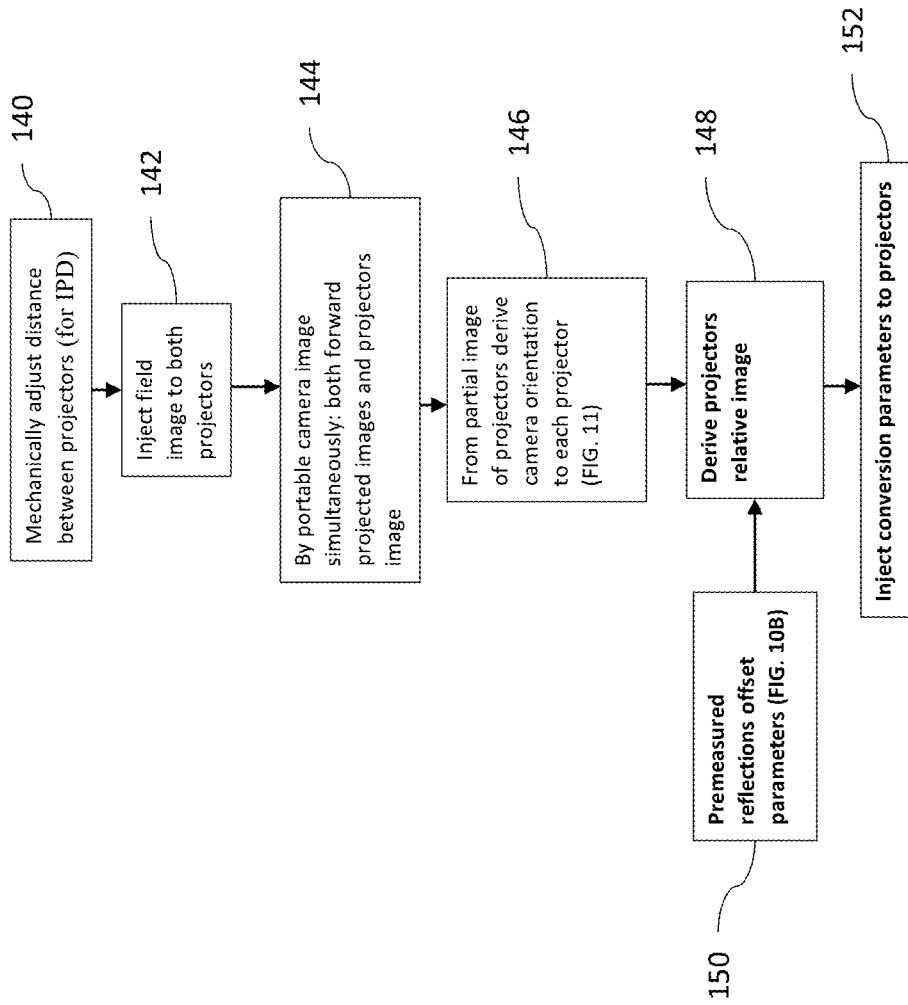 140
Mechanically adjust distance
between projectors (for IPD)
142
Inject field
image to both
projectors
144
By portable camera image
simultaneously: both forward
projected images and projectors
image
146
From partial image
of projectors derive
camera orientation
to each projector
(FIG. 11)
148
Derive projectors
relative image
150
Premeasured
reflections offset
parameters (FIG. 10B)
152
Inject conversion parameters to projectors